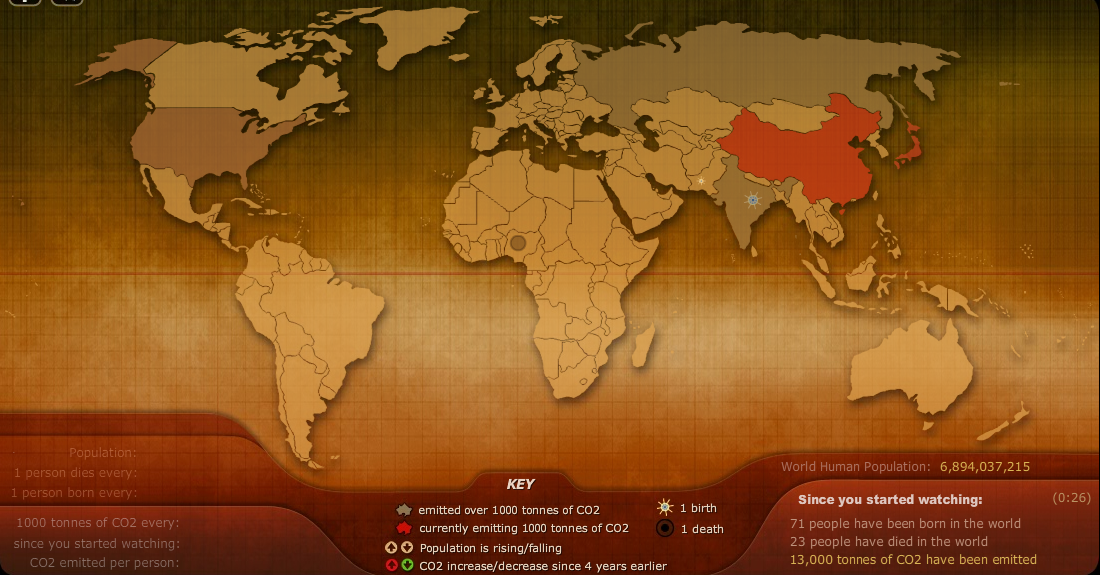 Population:
1 person dies every:
1 person born every:
1000 tonnes of CO2 every:
since you started watching:
CO2 emitted per person:
KEY
emitted over 1000 tonnes of CO2
currently emitting 1000 tonnes of CO2
Population is rising/falling
CO2 increase/decrease since 4 years earlier
1 birth
1 death
World Human Population: 6,894,037,215
Since you started watching: (0:26)
71 people have been born in the world
23 people have died in the world
13,000 tonnes of CO2 have been emitted